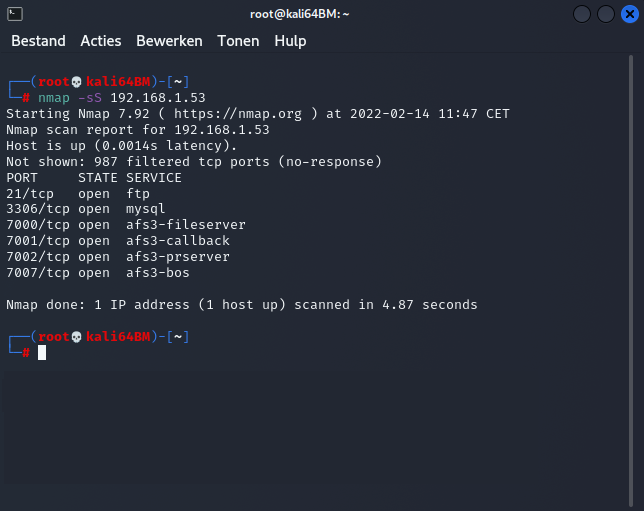 root@kali64BM: ~
Bestand Acties Bewerken Tonen Hulp
┌──(root💀kali64BM)-[~]
└─# nmap -sS 192.168.1.53
Starting Nmap 7.92 ( https://nmap.org ) at 2022-02-14 11:47 CET
Nmap scan report for 192.168.1.53
Host is up (0.0014s latency).
Not shown: 987 filtered tcp ports (no-response)
PORT     STATE SERVICE
21/tcp   open  ftp
3306/tcp open  mysql
7000/tcp open  afs3-fileserver
7001/tcp open  afs3-callback
7002/tcp open  afs3-prserver
7007/tcp open  afs3-bos
Nmap done: 1 IP address (1 host up) scanned in 4.87 seconds
┌──(root💀kali64BM)-[~]
└─#